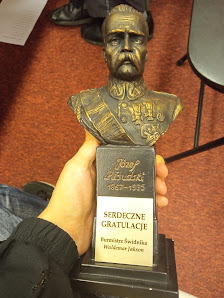 Józef
Piłsudski
1867-1935
SERDECZNE
GRATULACJE
Burmistrz Świdnika
Waldemar Jakson